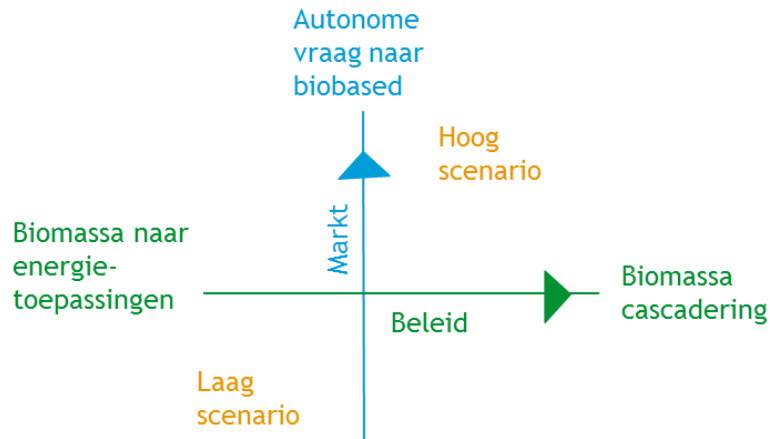 Autonome
vraag naar
biobased
Hoog
scenario
Markt
Biomassa naar
energie-
toepassingen
Biomassa
cascadering
Beleid
Laag
scenario